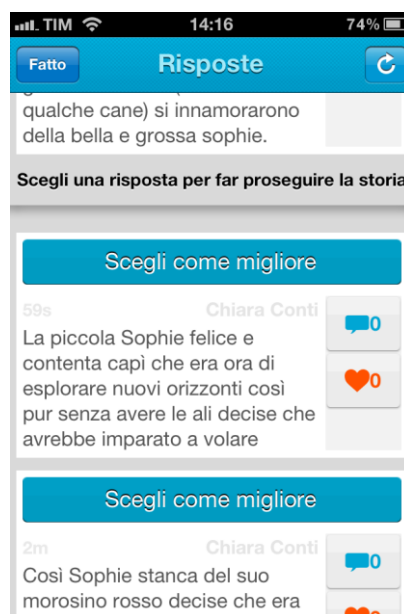 TIM 14:16 74%
Fatto Risposte
qualche cane) si innamorarono
della bella e grossa sophie.
Scegli una risposta per far proseguire la storia
Scegli come migliore
59s Chiara Conti
0
La piccola Sophie felice e
contenta capì che era ora di
esplorare nuovi orizzonti così
0
pur senza avere le ali decise che
avrebbe imparato a volare
Scegli come migliore
2m Chiara Conti
0
Così Sophie stanca del suo
morosino rosso decise che era